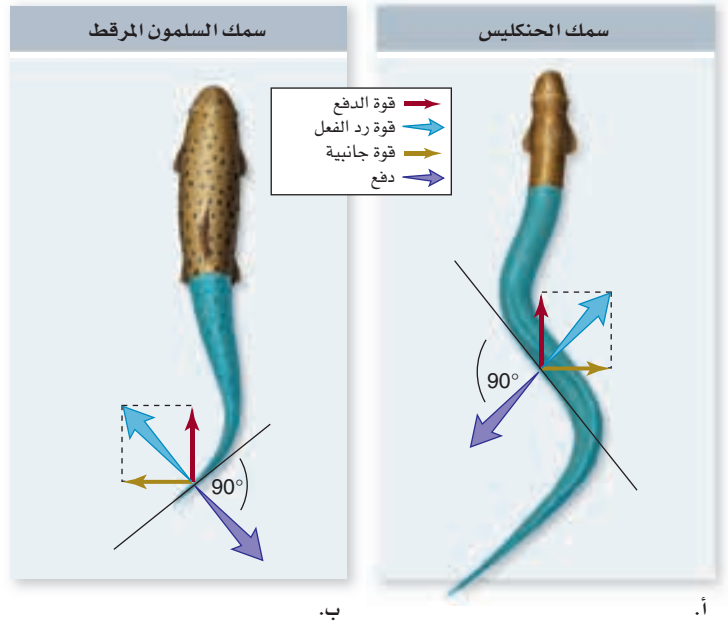 سمك الحنكليس
سمك السلمون المرقط
قوة الدفع
قوة رد الفعل
قوة جانبية
دفع
90°
90°
أ.
ب.